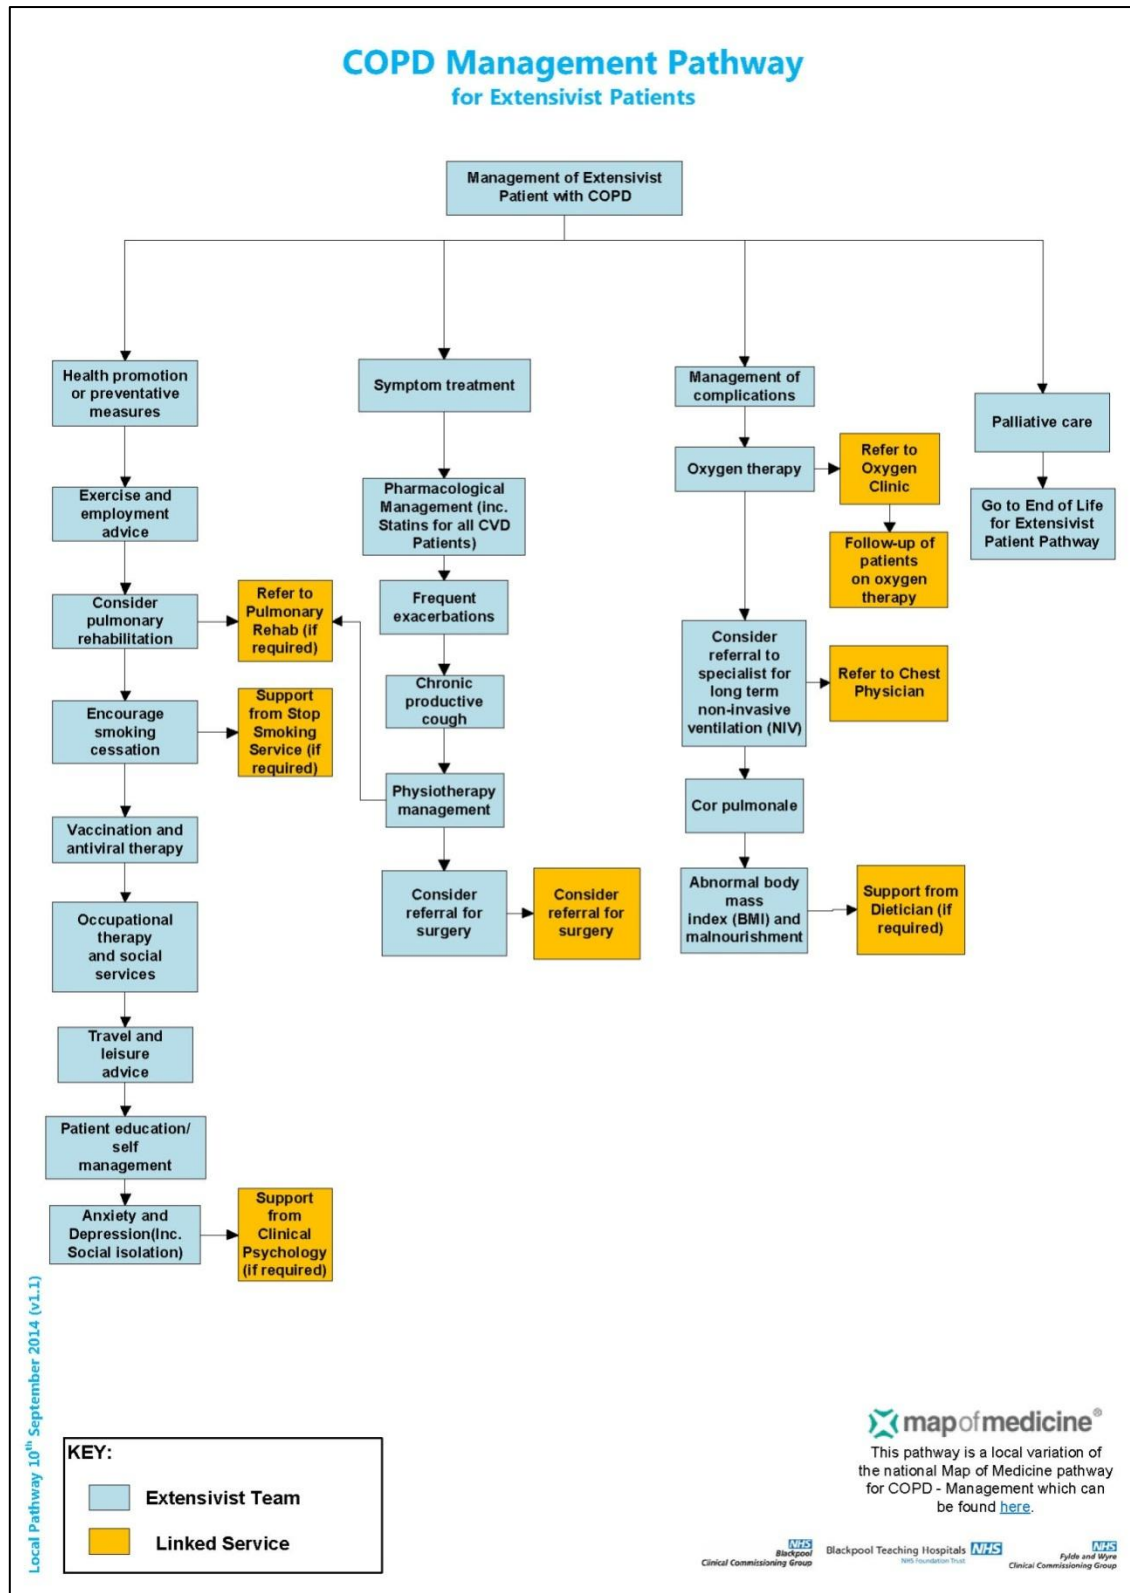 COPD Management Pathway
for Extensivist Patients
Management of Extensivist
Patient with COPD
Health promotion
or preventative
measures
Exercise and
employment
advice
Consider
pulmonary
rehabilitation
Refer to
Pulmonary
Rehab (if
required)
Encourage
smoking
cessation
Support
from Stop
Smoking
Service (if
required)
Vaccination and
antiviral therapy
Occupational
therapy
and social
services
Travel and
leisure
advice
Patient education/
self
management
Anxiety and
Depression(Inc.
Social isolation)
Support
from
Clinical
Psychology
(if required)
Symptom treatment
Pharmacological
Management (inc.
Statins for all CVD
Patients)
Frequent
exacerbations
Chronic
productive
cough
Physiotherapy
management
Consider
referral for
surgery
Consider
referral for
surgery
Management of
complications
Oxygen therapy
Refer to
Oxygen
Clinic
Follow-up of
patients
on oxygen
therapy
Consider
referral to
specialist for
long term
non-invasive
ventilation (NIV)
Refer to Chest
Physician
Cor pulmonale
Abnormal body
mass
index (BMI) and
malnourishment
Support from
Dietician (if
required)
Palliative care
Go to End of Life
for Extensivist
Patient Pathway
Local Pathway 10th September 2014 (v1.1)
KEY:
Extensivist Team
Linked Service
mapofmedicine®
This pathway is a local variation of
the national Map of Medicine pathway
for COPD - Management which can
be found here.
NHS
Blackpool
Clinical Commissioning Group
Blackpool Teaching Hospitals NHS
NHS Foundation Trust
NHS
Fylde and Wyre
Clinical Commissioning Group